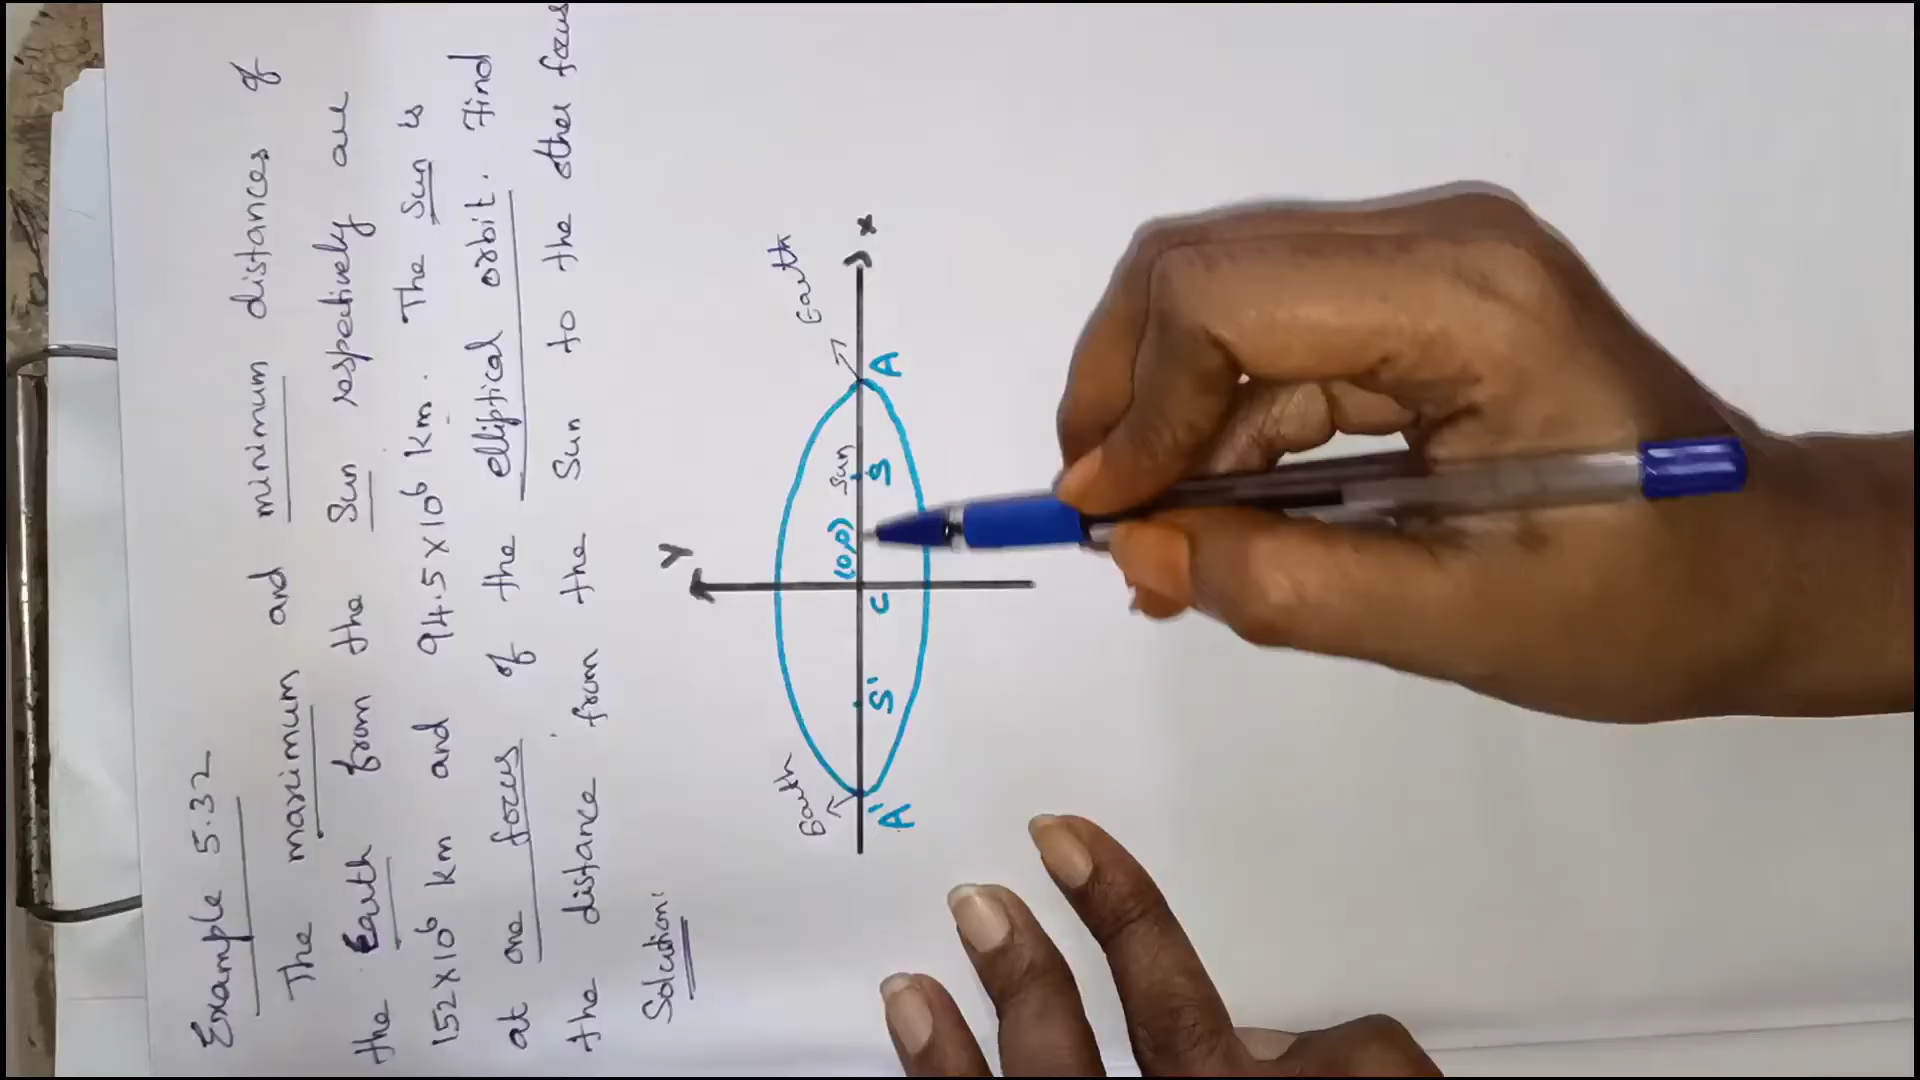 Example 5.32
The maximum and minimum distances of
the Earth from the Sun respectively are
152×10⁶ km and 94.5×10⁶ km. The Sun is
at one focus of the elliptical orbit. Find
the distance from the Sun to the other focus
Solution:
Y
Earth
Earth
(0,0)
Sun
x
A'
S'
C
S
A